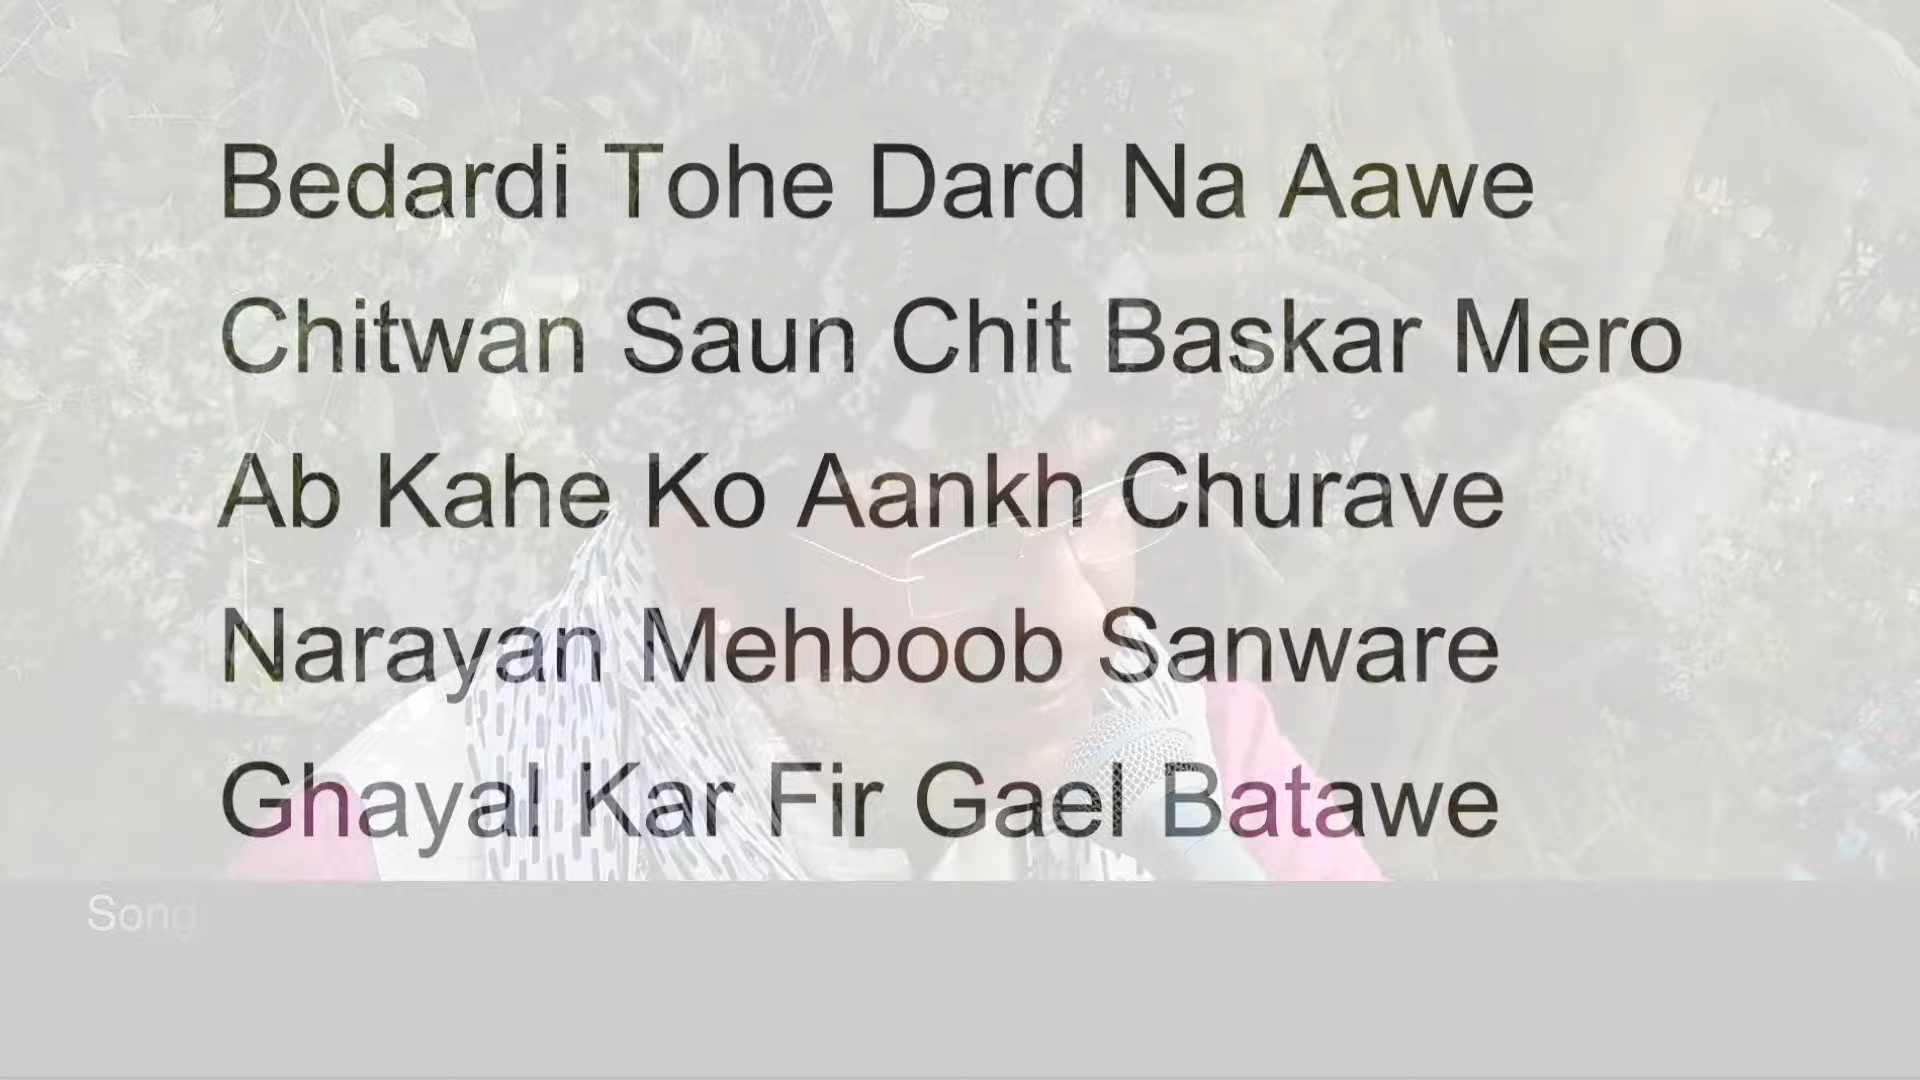 Bedardi Tohe Dard Na Aawe
Chitwan Saun Chit Baskar Mero
Ab Kahe Ko Aankh Churave
Narayan Mehboob Sanware
Ghayal Kar Fir Gael Batawe
Song